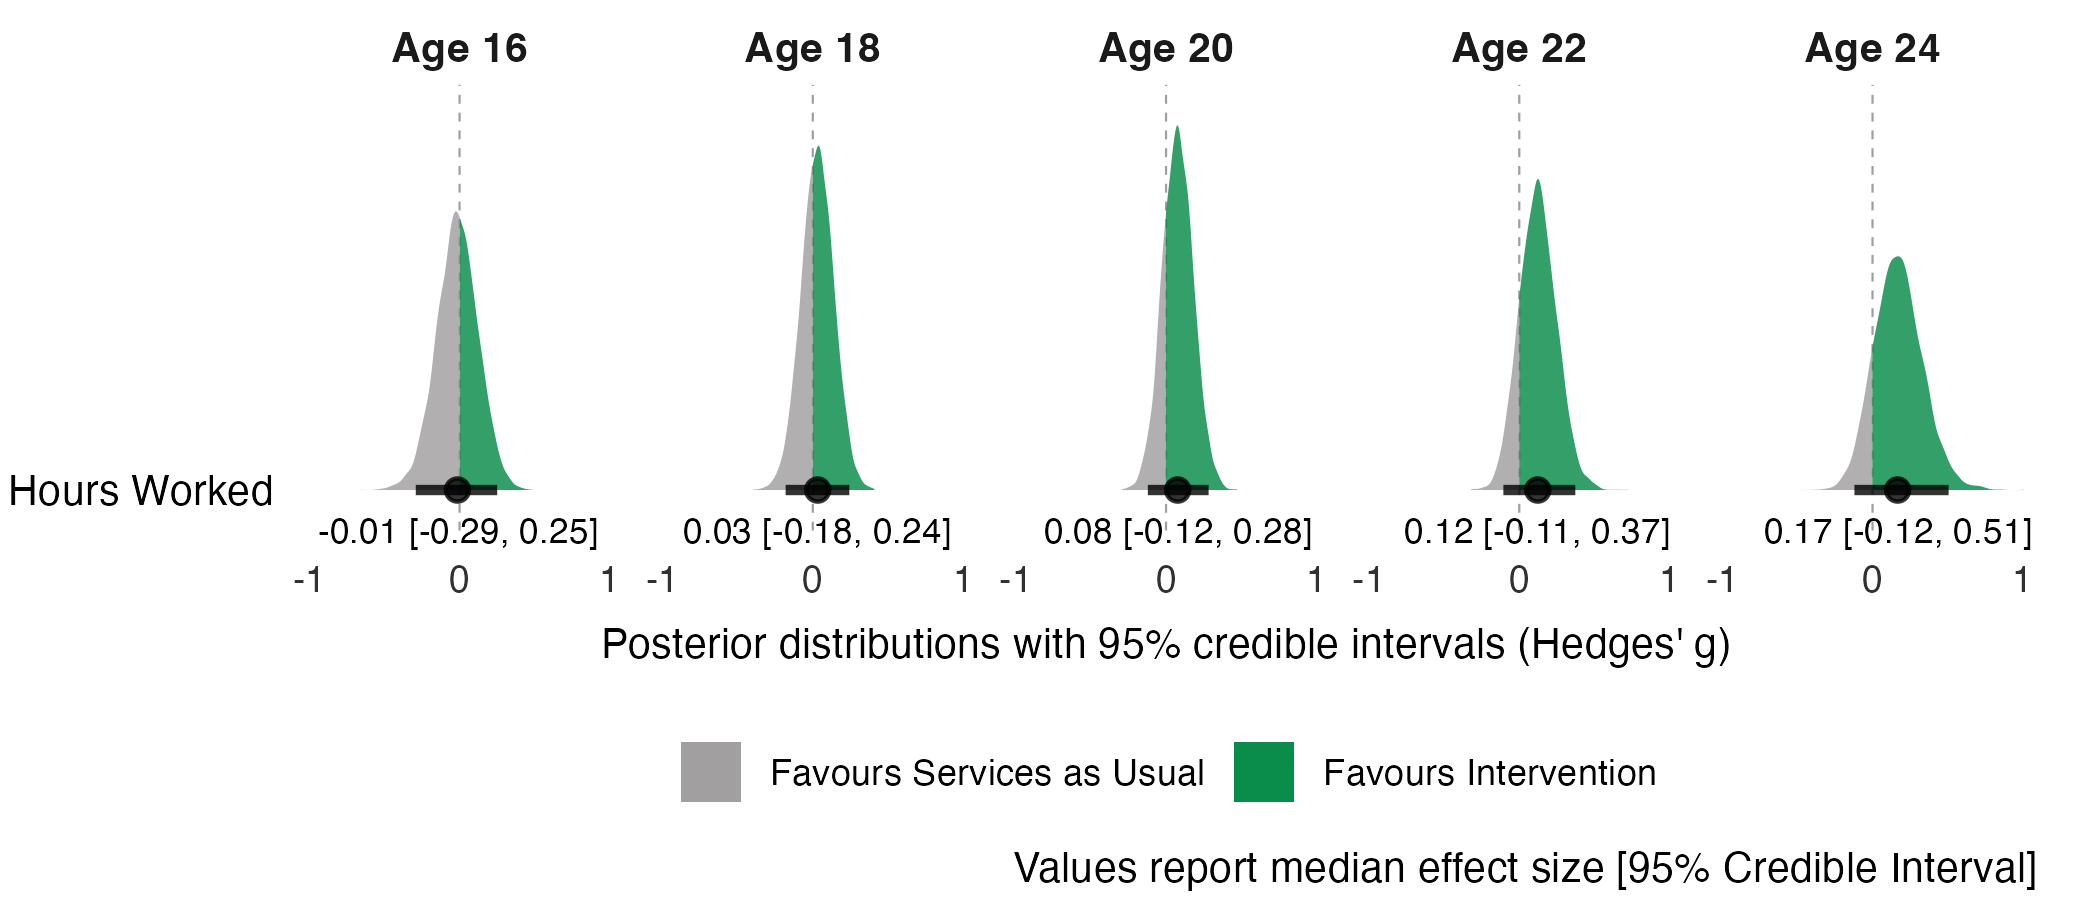 Age 16 Age 18 Age 20 Age 22 Age 24
Hours Worked
-0.01 [-0.29, 0.25] 0.03 [-0.18, 0.24] 0.08 [-0.12, 0.28] 0.12 [-0.11, 0.37] 0.17 [-0.12, 0.51]
-1 0 1 -1 0 1 -1 0 1 -1 0 1 -1 0 1
Posterior distributions with 95% credible intervals (Hedges' g)
Favours Services as Usual Favours Intervention
Values report median effect size [95% Credible Interval]